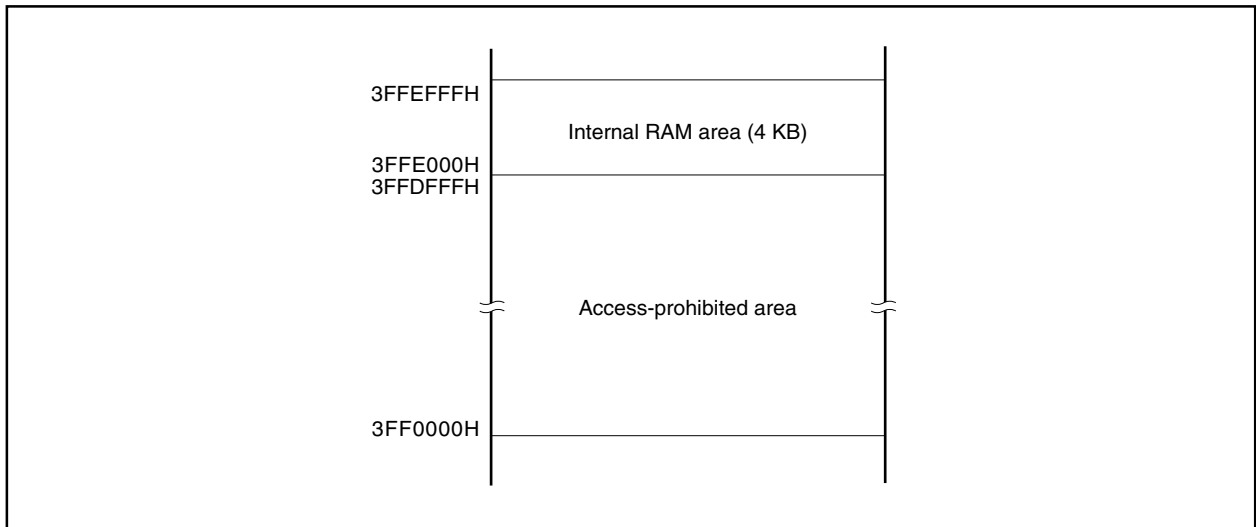 3FFEFFFH
Internal RAM area (4 KB)
3FFE000H
3FFDFFFH
Access-prohibited area
3FF0000H